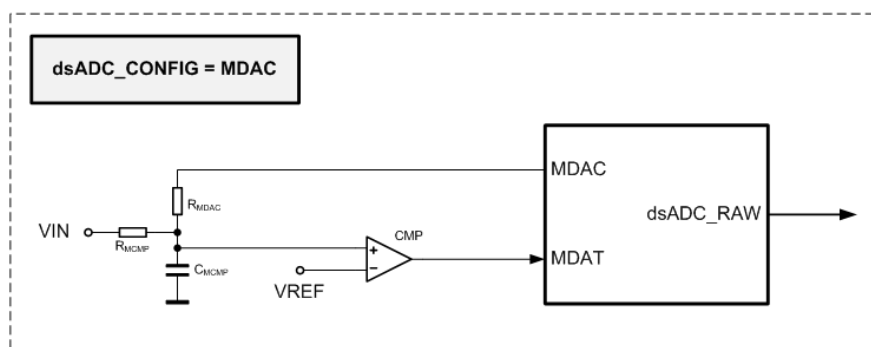 dsADC_CONFIG = MDAC
MDAC
RMDAC
dsADC_RAW
VIN
CMP
RMCMP
+
MDAT
CMCMP
−
VREF